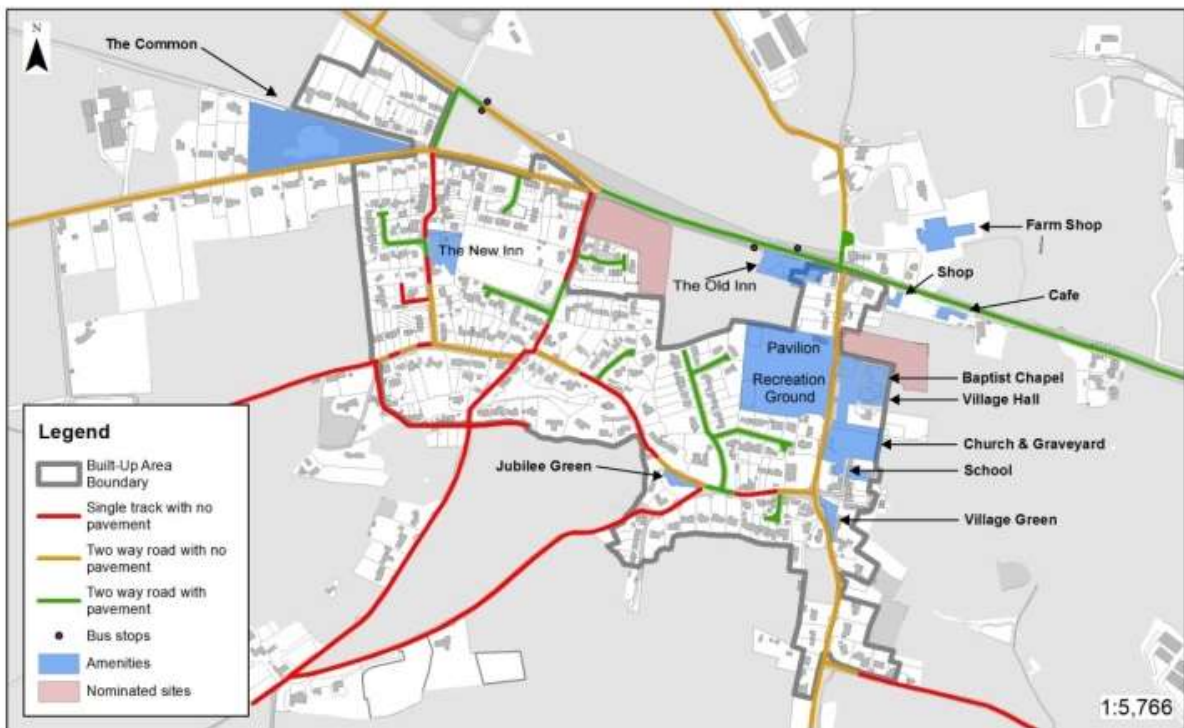 N
The Common
Farm Shop
The New Inn
The Old Inn
Shop
Cafe
Pavilion
Recreation
Ground
Baptist Chapel
Village Hall
Church & Graveyard
School
Jubilee Green
Village Green
Legend
Built-Up Area
Boundary
Single track with no
pavement
Two way road with no
pavement
Two way road with
pavement
Bus stops
Amenities
Nominated sites
1:5,766